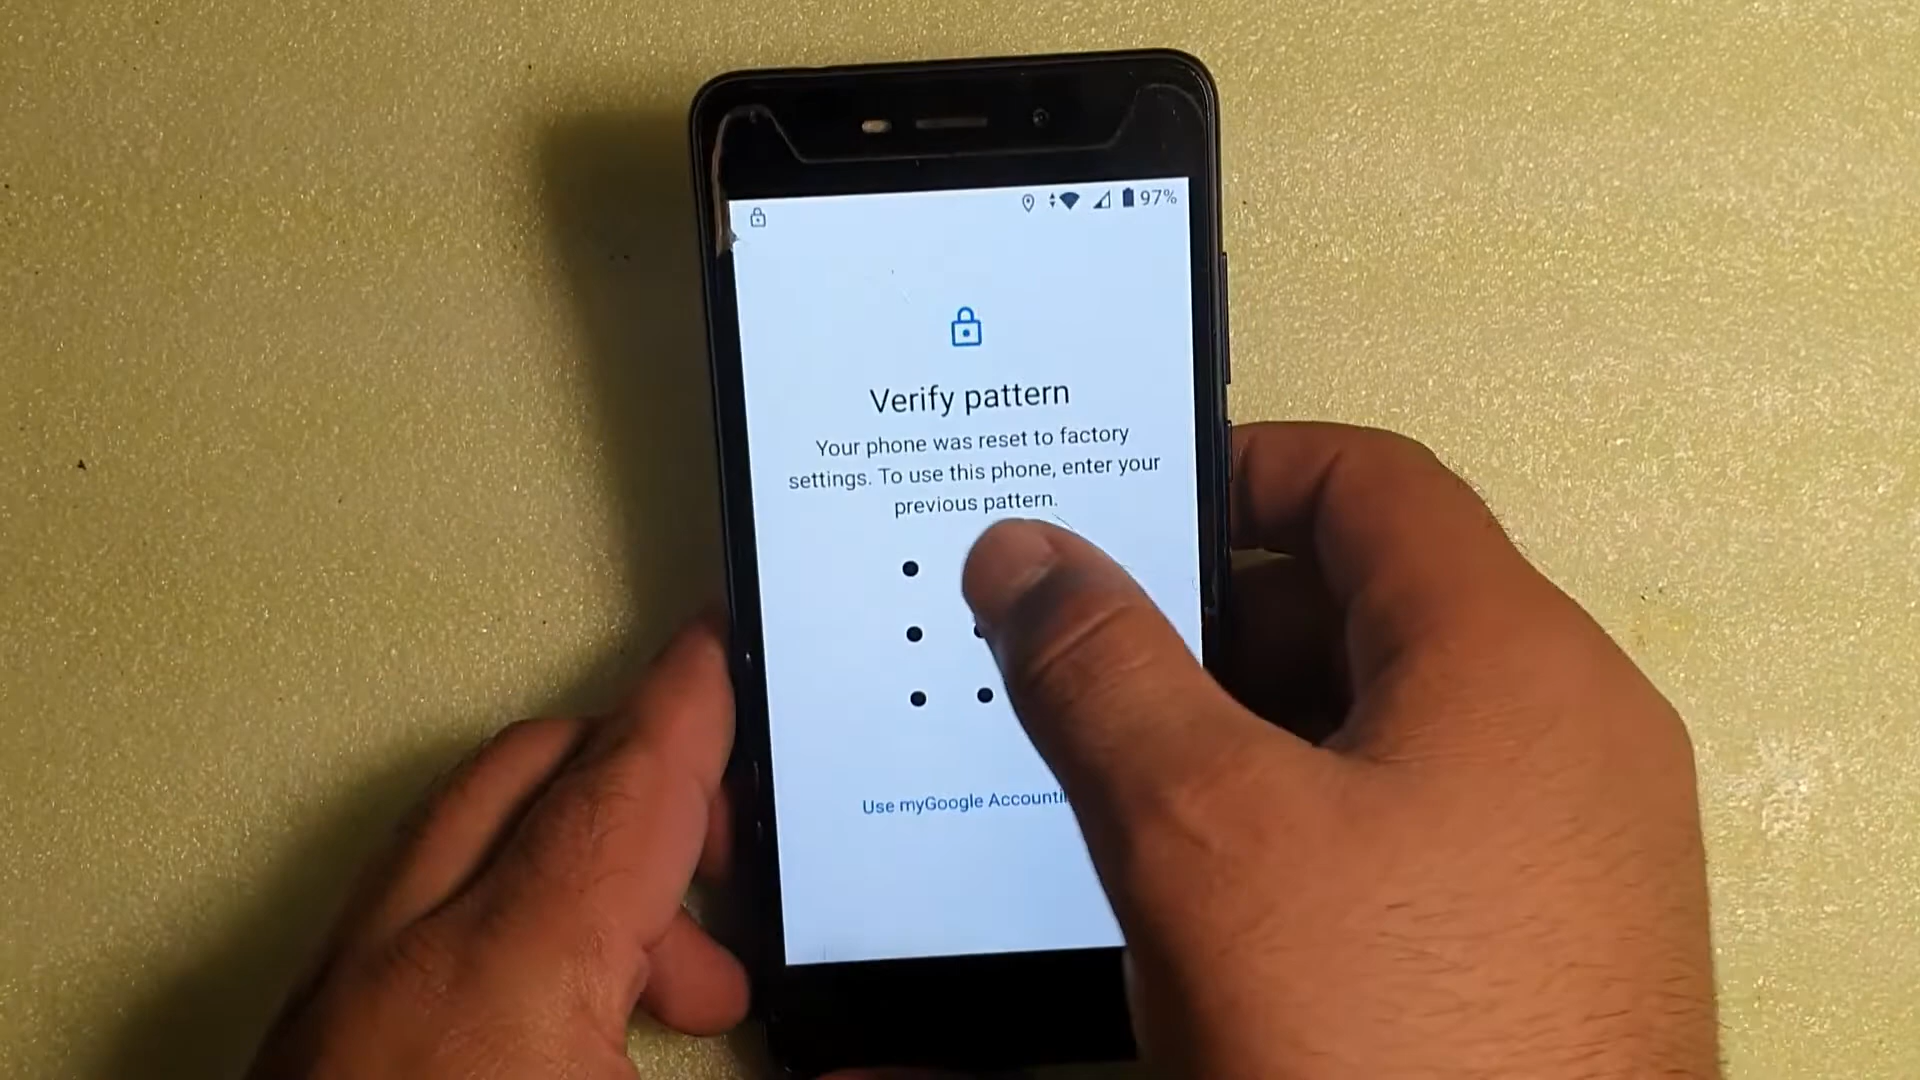 97%
Verify pattern
Your phone was reset to factory
settings. To use this phone, enter your
previous pattern.
Use myGoogle Account